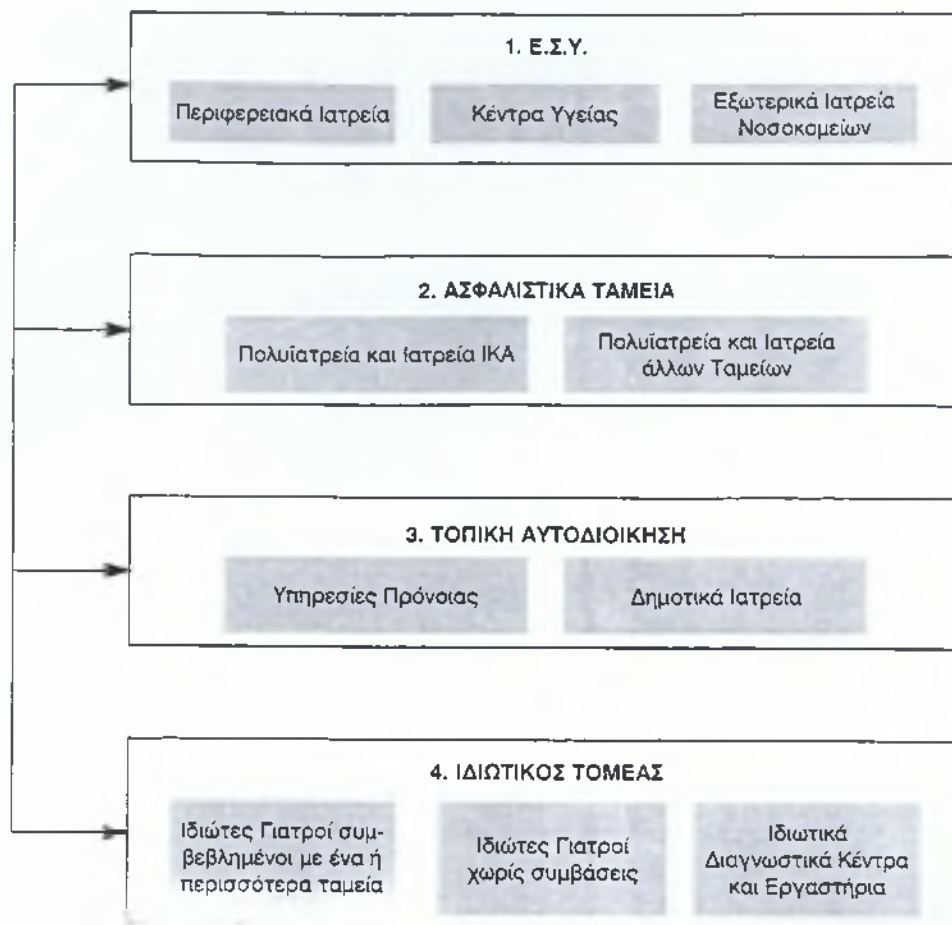 1. Ε.Σ.Υ.
Περιφερειακά Ιατρεία
Κέντρα Υγείας
Εξωτερικά Ιατρεία
Νοσοκομείων
2. ΑΣΦΑΛΙΣΤΙΚΑ ΤΑΜΕΙΑ
Πολυϊατρεία και Ιατρεία ΙΚΑ
Πολυϊατρεία και Ιατρεία
άλλων Ταμείων
3. ΤΟΠΙΚΗ ΑΥΤΟΔΙΟΙΚΗΣΗ
Υπηρεσίες Πρόνοιας
Δημοτικά Ιατρεία
4. ΙΔΙΩΤΙΚΟΣ ΤΟΜΕΑΣ
Ιδιώτες Γιατροί συμ-
βεβλημένοι με ένα ή
περισσότερα ταμεία
Ιδιώτες Γιατροί
χωρίς συμβάσεις
Ιδιωτικά
Διαγνωστικά Κέντρα
και Εργαστήρια